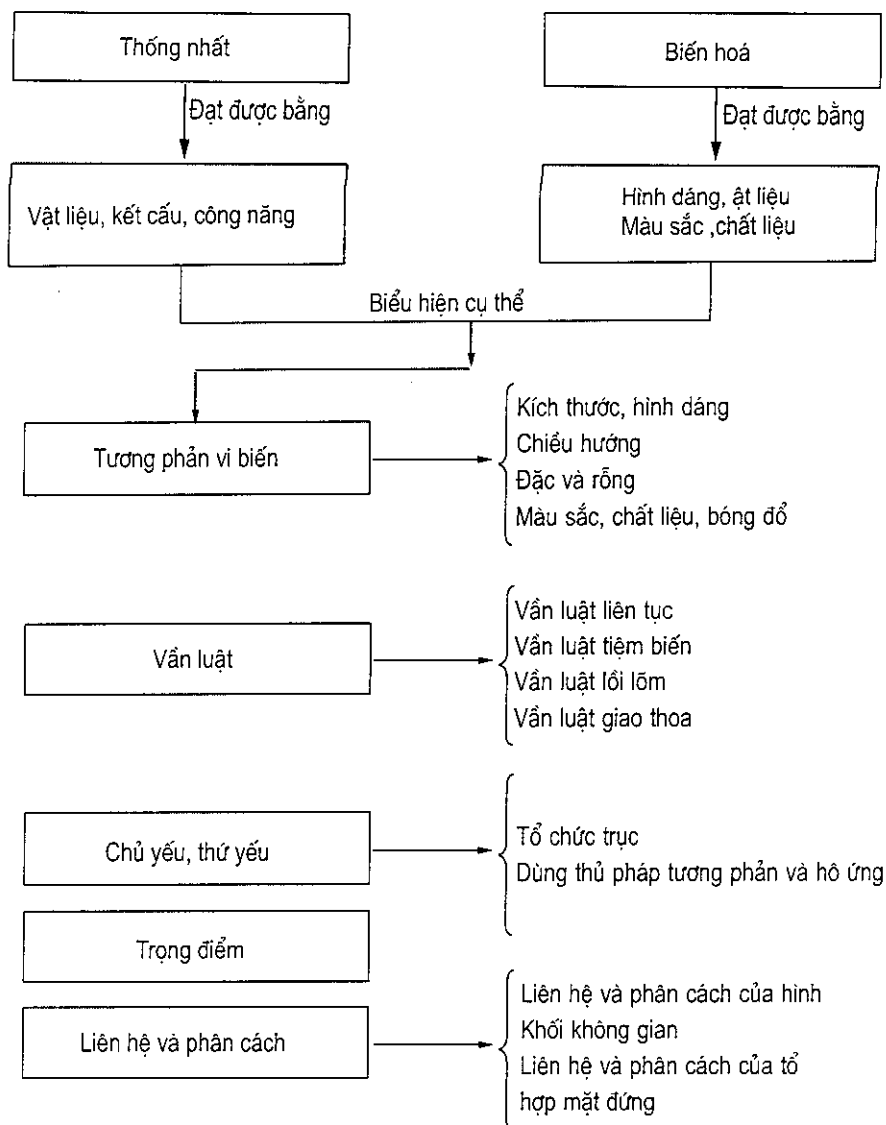 Thống nhất
Biến hoá
Đạt được bằng
Đạt được bằng
Vật liệu, kết cấu, công năng
Hình dáng, ật liệu
Màu sắc ,chất liệu
Biểu hiện cụ thể
Tương phản vi biến
Kích thước, hình dáng
Chiều hướng
Đặc và rỗng
Màu sắc, chất liệu, bóng đổ
Vần luật
Vần luật liên tục
Vần luật tiệm biến
Vần luật lồi lõm
Vần luật giao thoa
Chủ yếu, thứ yếu
Tổ chức trục
Dùng thủ pháp tương phản và hô ứng
Trọng điểm
Liên hệ và phân cách
Liên hệ và phân cách của hình
Khối không gian
Liên hệ và phân cách của tổ
hợp mặt đứng